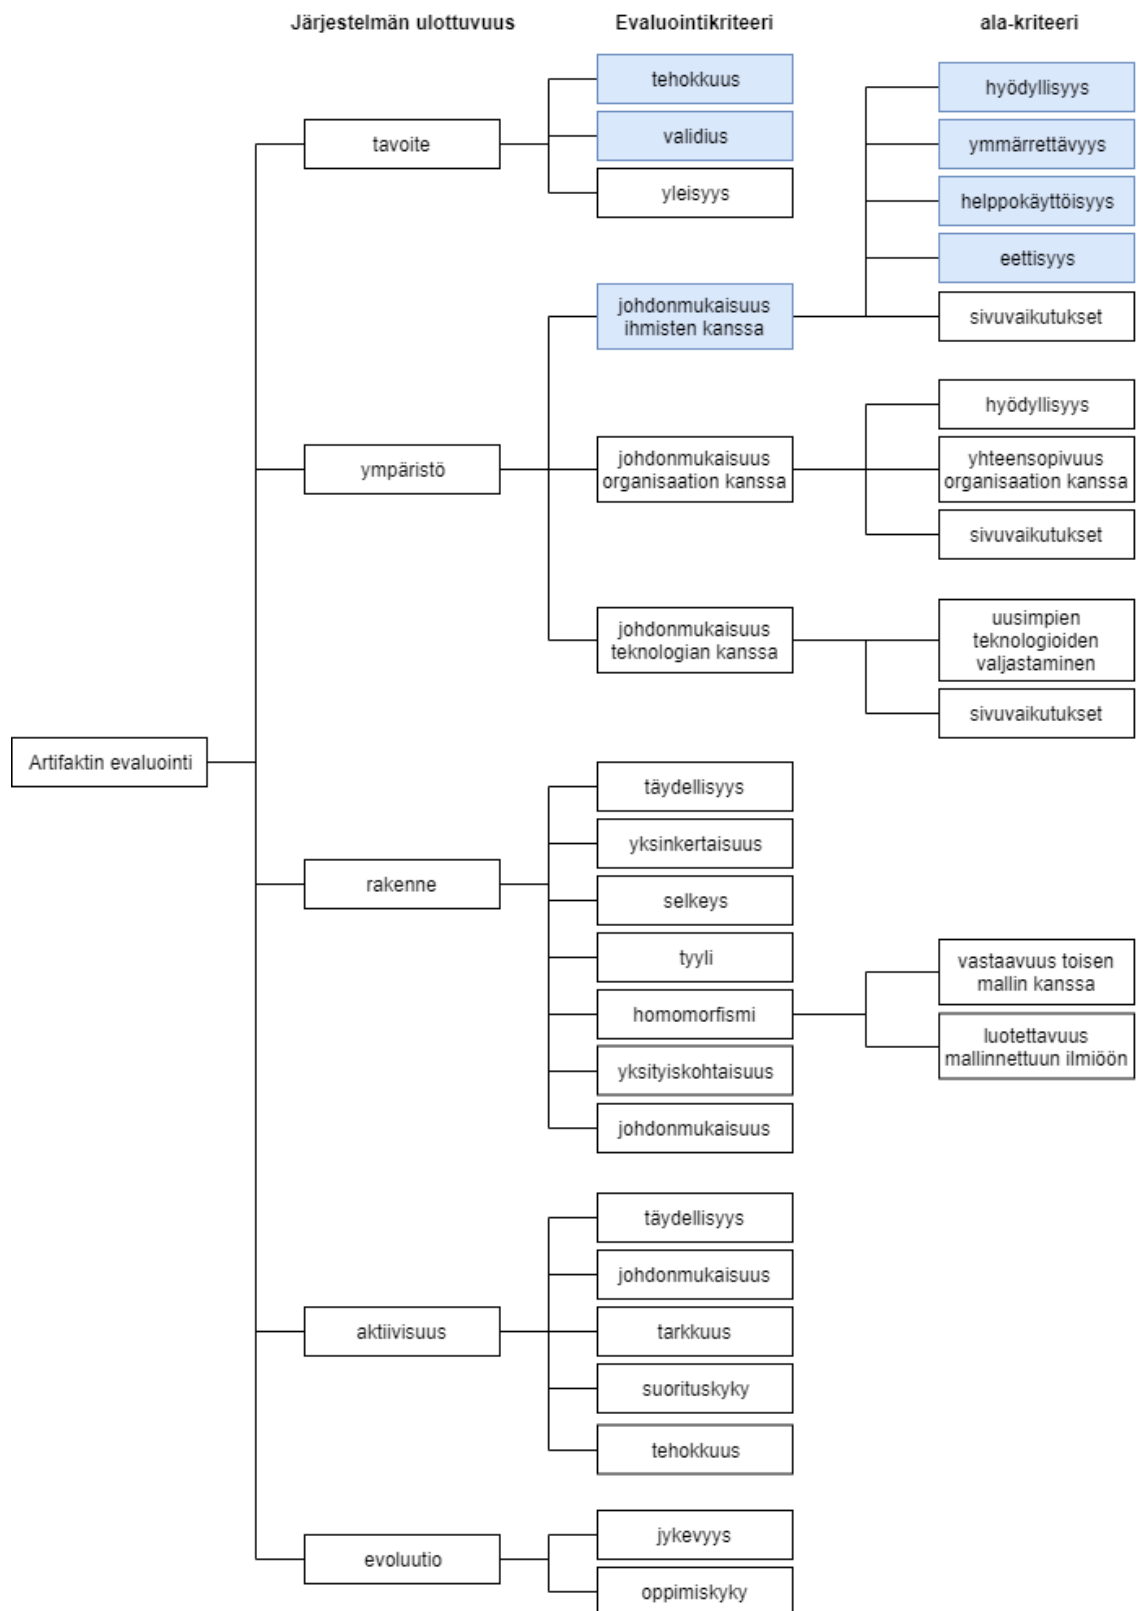 Järjestelmän ulottuvuus
Evaluointikriteeri
ala-kriteeri
Artifaktin evaluointi
tavoite
tehokkuus
validius
yleisyys
ympäristö
johdonmukaisuus
ihmisten kanssa
hyödyllisyys
ymmärrettävyys
helppokäyttöisyys
eettisyys
sivuvaikutukset
johdonmukaisuus
organisaation kanssa
hyödyllisyys
yhteensopivuus
organisaation kanssa
sivuvaikutukset
johdonmukaisuus
teknologian kanssa
uusimpien
teknologioiden
valjastaminen
sivuvaikutukset
rakenne
täydellisyys
yksinkertaisuus
selkeys
tyyli
homomorfismi
vastaavuus toisen
mallin kanssa
luotettavuus
mallinnettuun ilmiöön
yksityiskohtaisuus
johdonmukaisuus
aktiivisuus
täydellisyys
johdonmukaisuus
tarkkuus
suorituskyky
tehokkuus
evoluutio
jykevyys
oppimiskyky